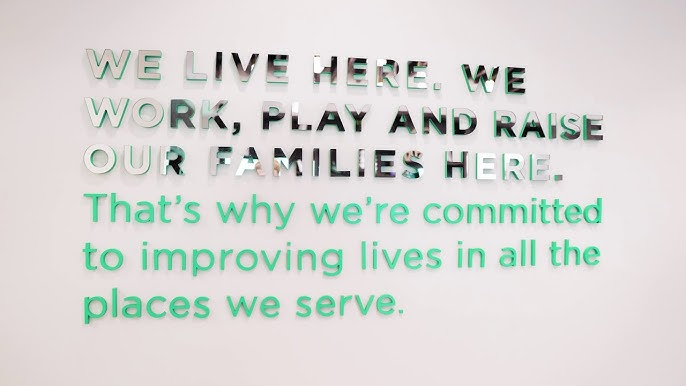 WE LIVE HERE. WE
WORK, PLAY AND RAISE
OUR FAMILIES HERE.
That's why we're committed
to improving lives in all the
places we serve.